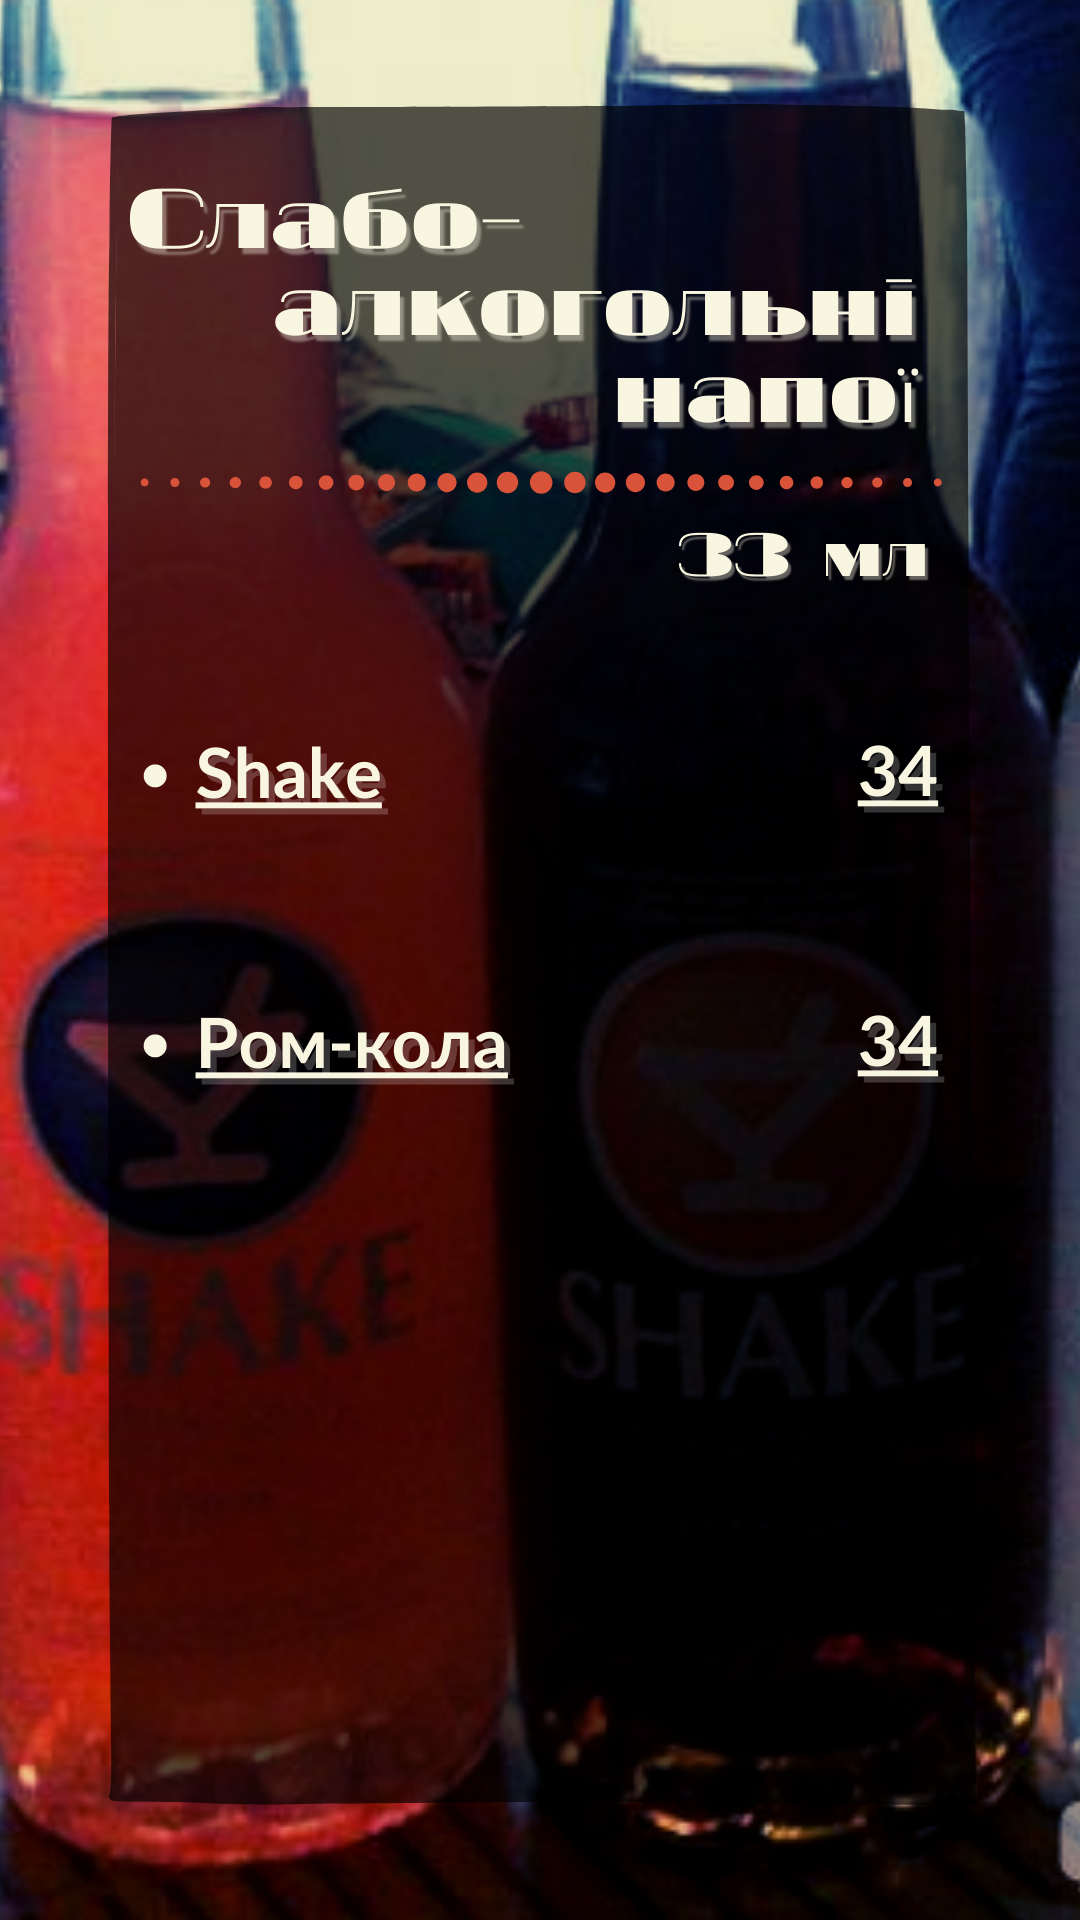 Слабо-
алкогольні
напої
33 мл
• Shake 34
• Ром-кола 34
SHAKE
SHAKE